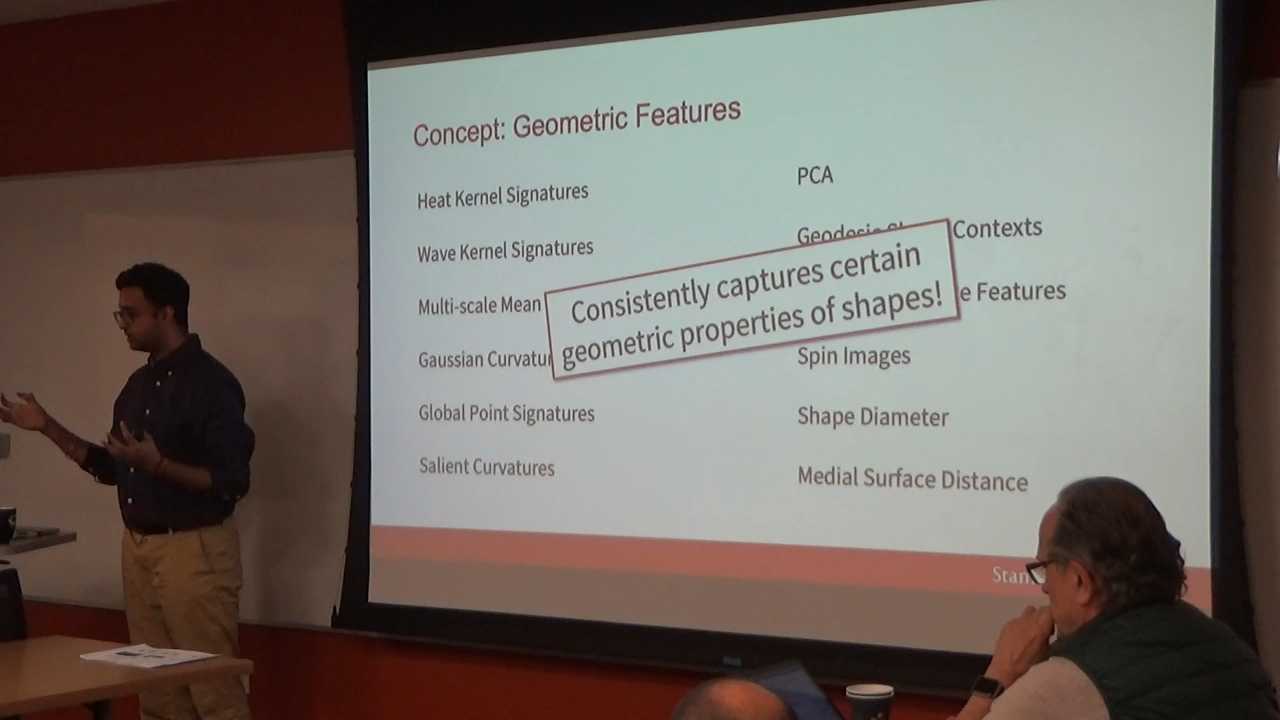 Concept: Geometric Features
Heat Kernel Signatures
Wave Kernel Signatures
Multi-scale Mean
Gaussian
Global Point Signatures
Salient Curvatures
PCA
Contexts
Features
Spin Images
Shape Diameter
Medial Surface Distance
Consistently captures certain
geometric properties of shapes!